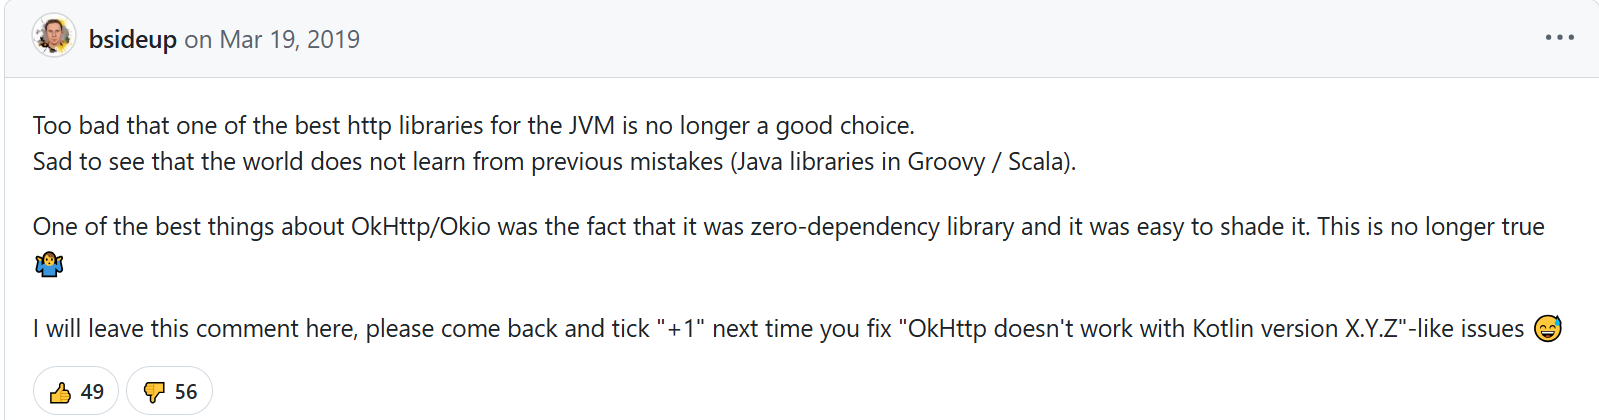 bsideup on Mar 19, 2019
Too bad that one of the best http libraries for the JVM is no longer a good choice.
Sad to see that the world does not learn from previous mistakes (Java libraries in Groovy / Scala).
One of the best things about OkHttp/Okio was the fact that it was zero-dependency library and it was easy to shade it. This is no longer true
🤷‍♂️
I will leave this comment here, please come back and tick "+1" next time you fix "OkHttp doesn't work with Kotlin version X.Y.Z"-like issues 😅
👍 49 👎 56